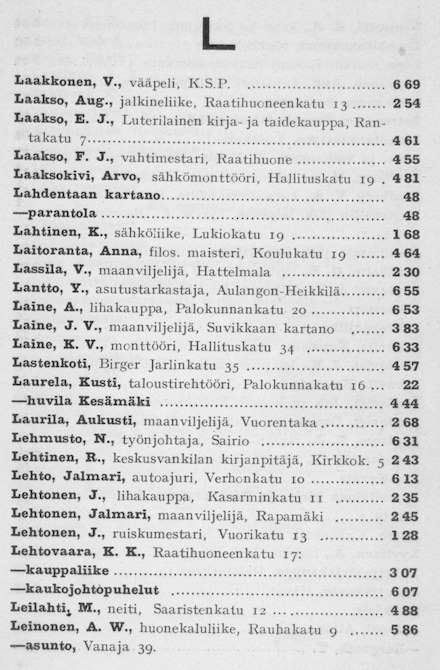 L
Laakkonen, V., vääpeli, K.S.P. .................... 6 69
Laakso, Aug., jalkineliike, Raatihuoneenkatu 13 ....... 2 54
Laakso, E. J., Luterilainen kirja- ja taidekauppa, Ran-
takatu 7.................................................. 4 61
Laakso, F. J., vahtimestari, Raatihuone ............... 4 55
Laaksokivi, Arvo, sähkömonttööri, Hallituskatu 19 . 4 81
Lahdentaan kartano...................................... 48
—parantola ................................................ 48
Lahtinen, K., sähköliike, Lukiokatu 19 ................ 1 68
Laitoranta, Anna, filos. maisteri, Koulukatu 19 ...... 4 64
Lassila, V., maanviljelijä, Hattelmala ................ 2 30
Lantto, Y., asutustarkastaja, Aulangon-Heikkilä......... 6 55
Laine, A., lihakauppa, Palokunnankatu 20 ............. 6 53
Laine, J. V., maanviljelijä, Suvikkaan kartano ......... 3 83
Laine, K. V., monttööri, Hallituskatu 34 .............. 6 33
Lastenkoti, Birger Jarlinkatu 35 ....................... 4 57
Laurela, Kusti, taloustirehtööri, Palokunnakatu 16 ... 22
—huvila Kesämäki ...................................... 4 44
Laurila, Aukusti, maanviljelijä, Vuorentaka............ 2 68
Lehmusto, N., työnjohtaja, Sairio ..................... 6 31
Lehtinen, R., keskusvankilan kirjanpitäjä, Kirkkok. 5 2 43
Lehto, Jalmari, autoajuri, Verhonkatu 10 ............. 6 13
Lehtonen, J., lihakauppa, Kasarminkatu 11 .......... 2 35
Lehtonen, Jalmari, maanviljelijä, Rapamäki .......... 2 45
Lehtonen, J., ruiskumestari, Vuorikatu 13 ............ 1 28
Lehtovaara, K. K., Raatihuoneenkatu 17:
—kauppaliike .............................................. 3 07
—kaukojohtopuhelut ..................................... 6 07
Leilahti, M., neiti, Saaristenkatu 12 ................... 4 88
Leinonen, A. W., huonekaluliike, Rauhakatu 9 ....... 5 86
—asunto, Vanaja 39.